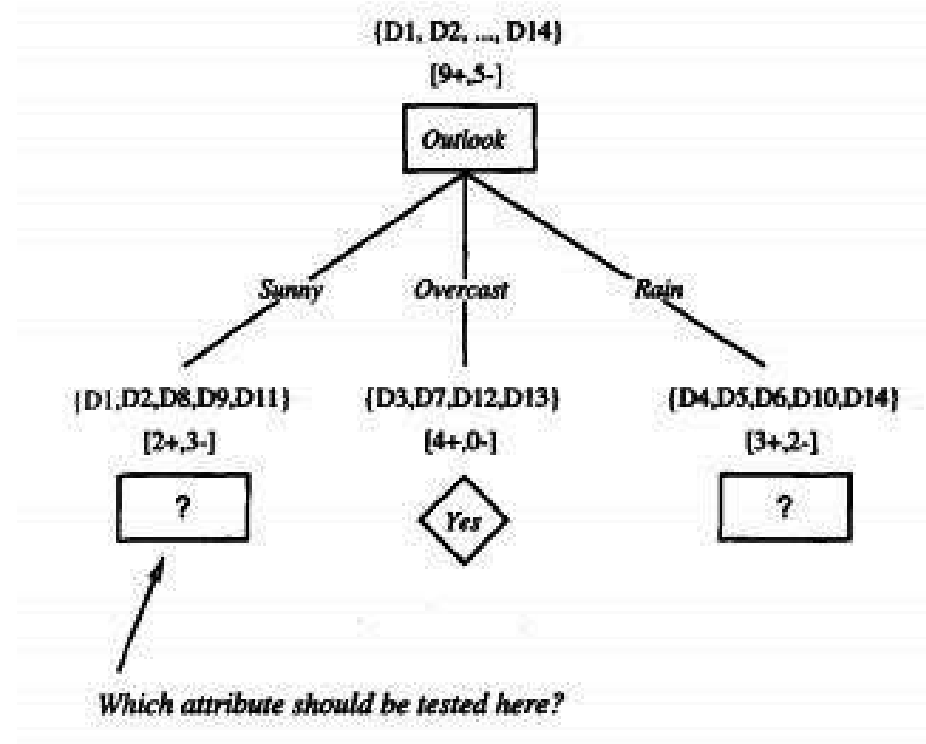 {D1, D2, ..., D14}
[9+,5-]
Outlook
Sunny
Overcast
Rain
{D1,D2,D8,D9,D11}
{D3,D7,D12,D13}
{D4,D5,D6,D10,D14}
[2+,3-]
[4+,0-]
[3+,2-]
?
Yes
?
Which attribute should be tested here?